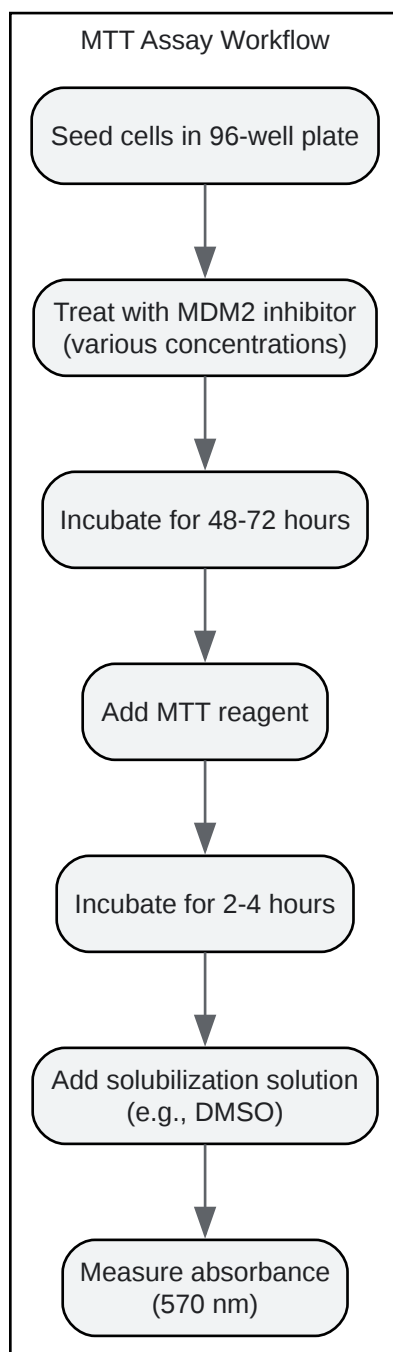 MTT Assay Workflow
Seed cells in 96-well plate
Treat with MDM2 inhibitor
(various concentrations)
Incubate for 48-72 hours
Add MTT reagent
Incubate for 2-4 hours
Add solubilization solution
(e.g., DMSO)
Measure absorbance
(570 nm)